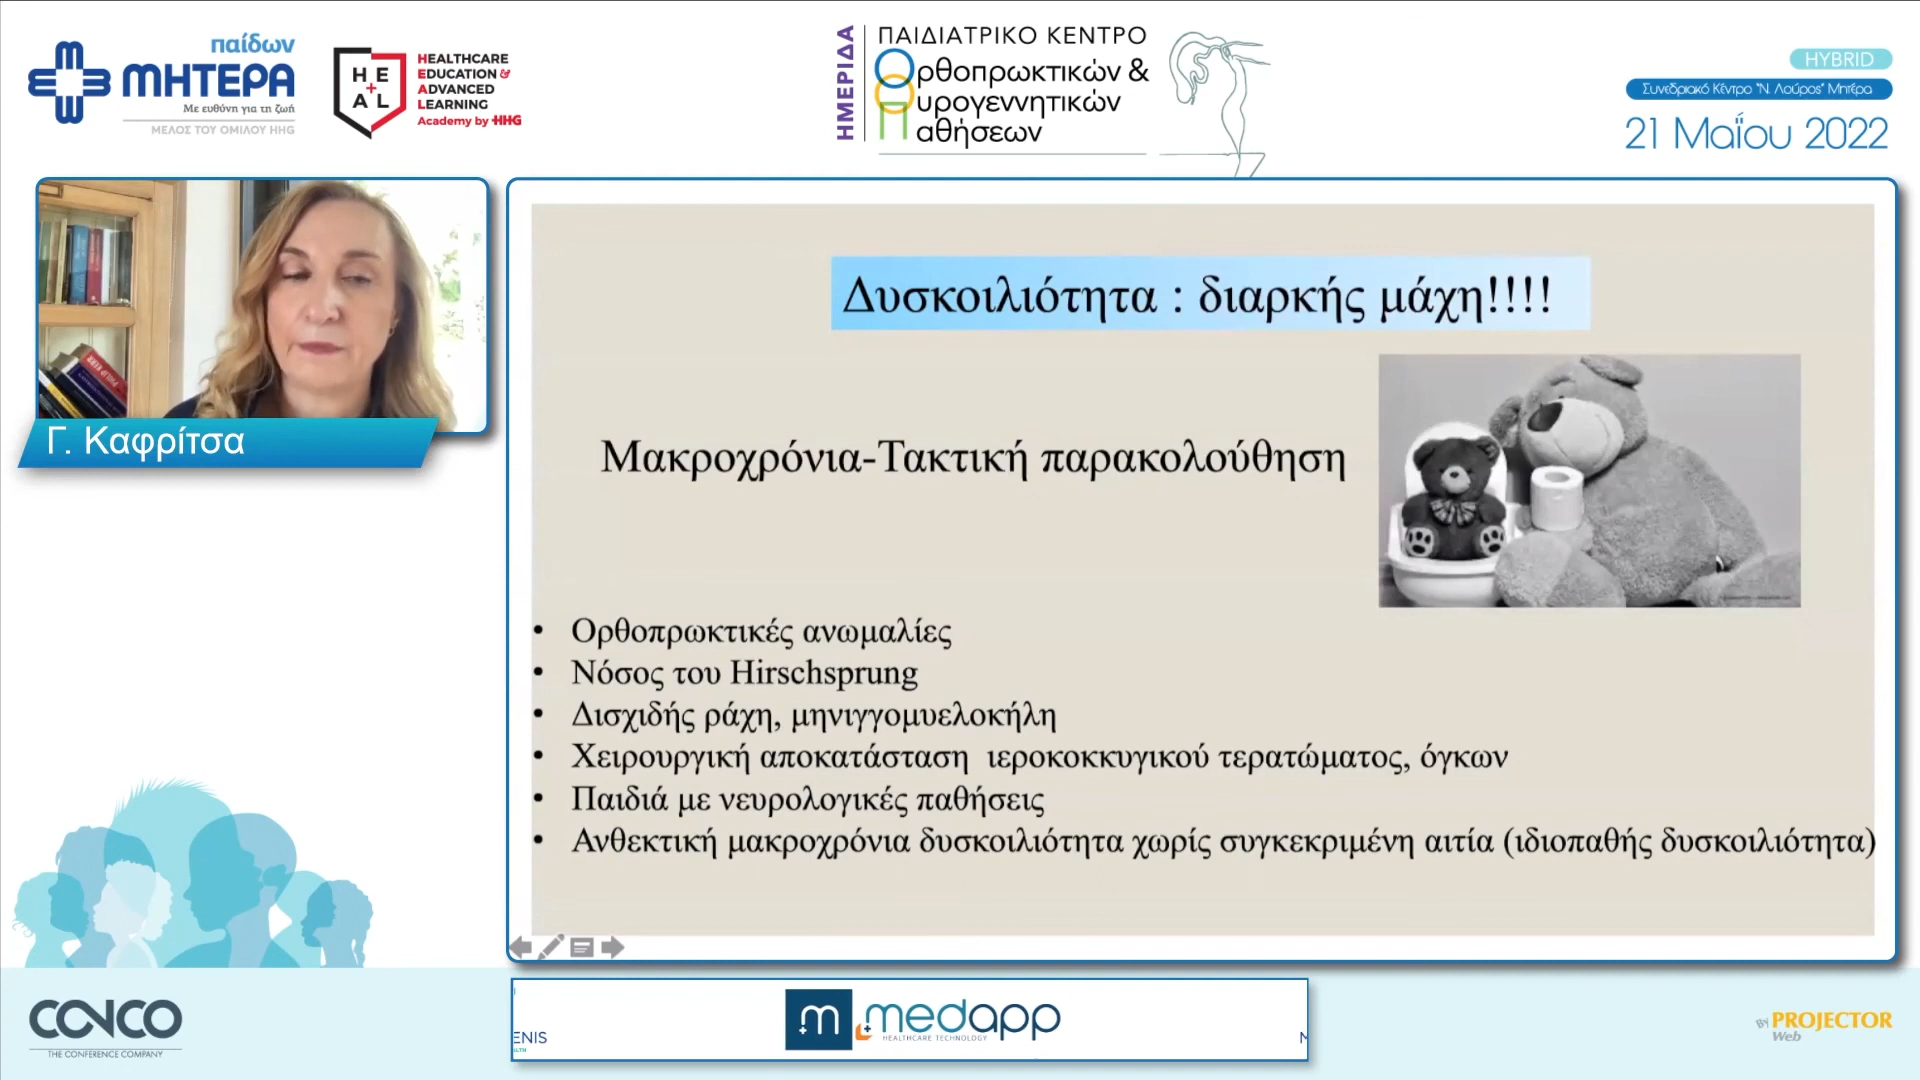 παίδων
ΜΗΤΕΡΑ
Με ευθύνη για τη ζωή
ΜΕΛΟΣ ΤΟΥ ΟΜΙΛΟΥ HHG
HE
AL
HEALTHCARE
EDUCATION &
ADVANCED
LEARNING
Academy by HHG
ΗΜΕΡΙΔΑ
ΠΑΙΔΙΑΤΡΙΚΟ ΚΕΝΤΡΟ
Ορθοπρωκτικών &
Ουρογεννητικών
Παθήσεων
HYBRID
Συνεδριακό Κέντρο "Ν. Λούρος" Μητέρα
21 Μαΐου 2022
Γ. Καφρίτσα
Δυσκοιλιότητα : διαρκής μάχη!!!!
Μακροχρόνια-Τακτική παρακολούθηση
• Ορθοπρωκτικές ανωμαλίες
• Νόσος του Hirschsprung
• Δισχιδής ράχη, μηνιγγομυελοκήλη
• Χειρουργική αποκατάσταση ιεροκοκκυγικού τερατώματος, όγκων
• Παιδιά με νευρολογικές παθήσεις
• Ανθεκτική μακροχρόνια δυσκοιλιότητα χωρίς συγκεκριμένη αιτία (ιδιοπαθής δυσκοιλιότητα)
CONCO
THE CONFERENCE COMPANY
ENIS
m medapp
HEALTHCARE TECHNOLOGY
BY PROJECTOR
Web